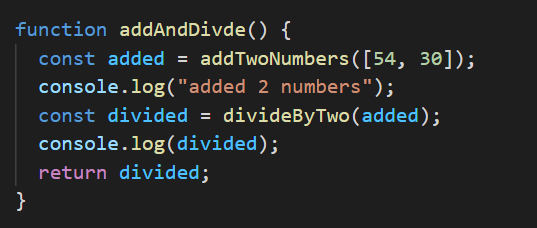 function addAndDivde() {
const added = addTwoNumbers([54, 30]);
console.log("added 2 numbers");
const divided = divideByTwo(added);
console.log(divided);
return divided;
}